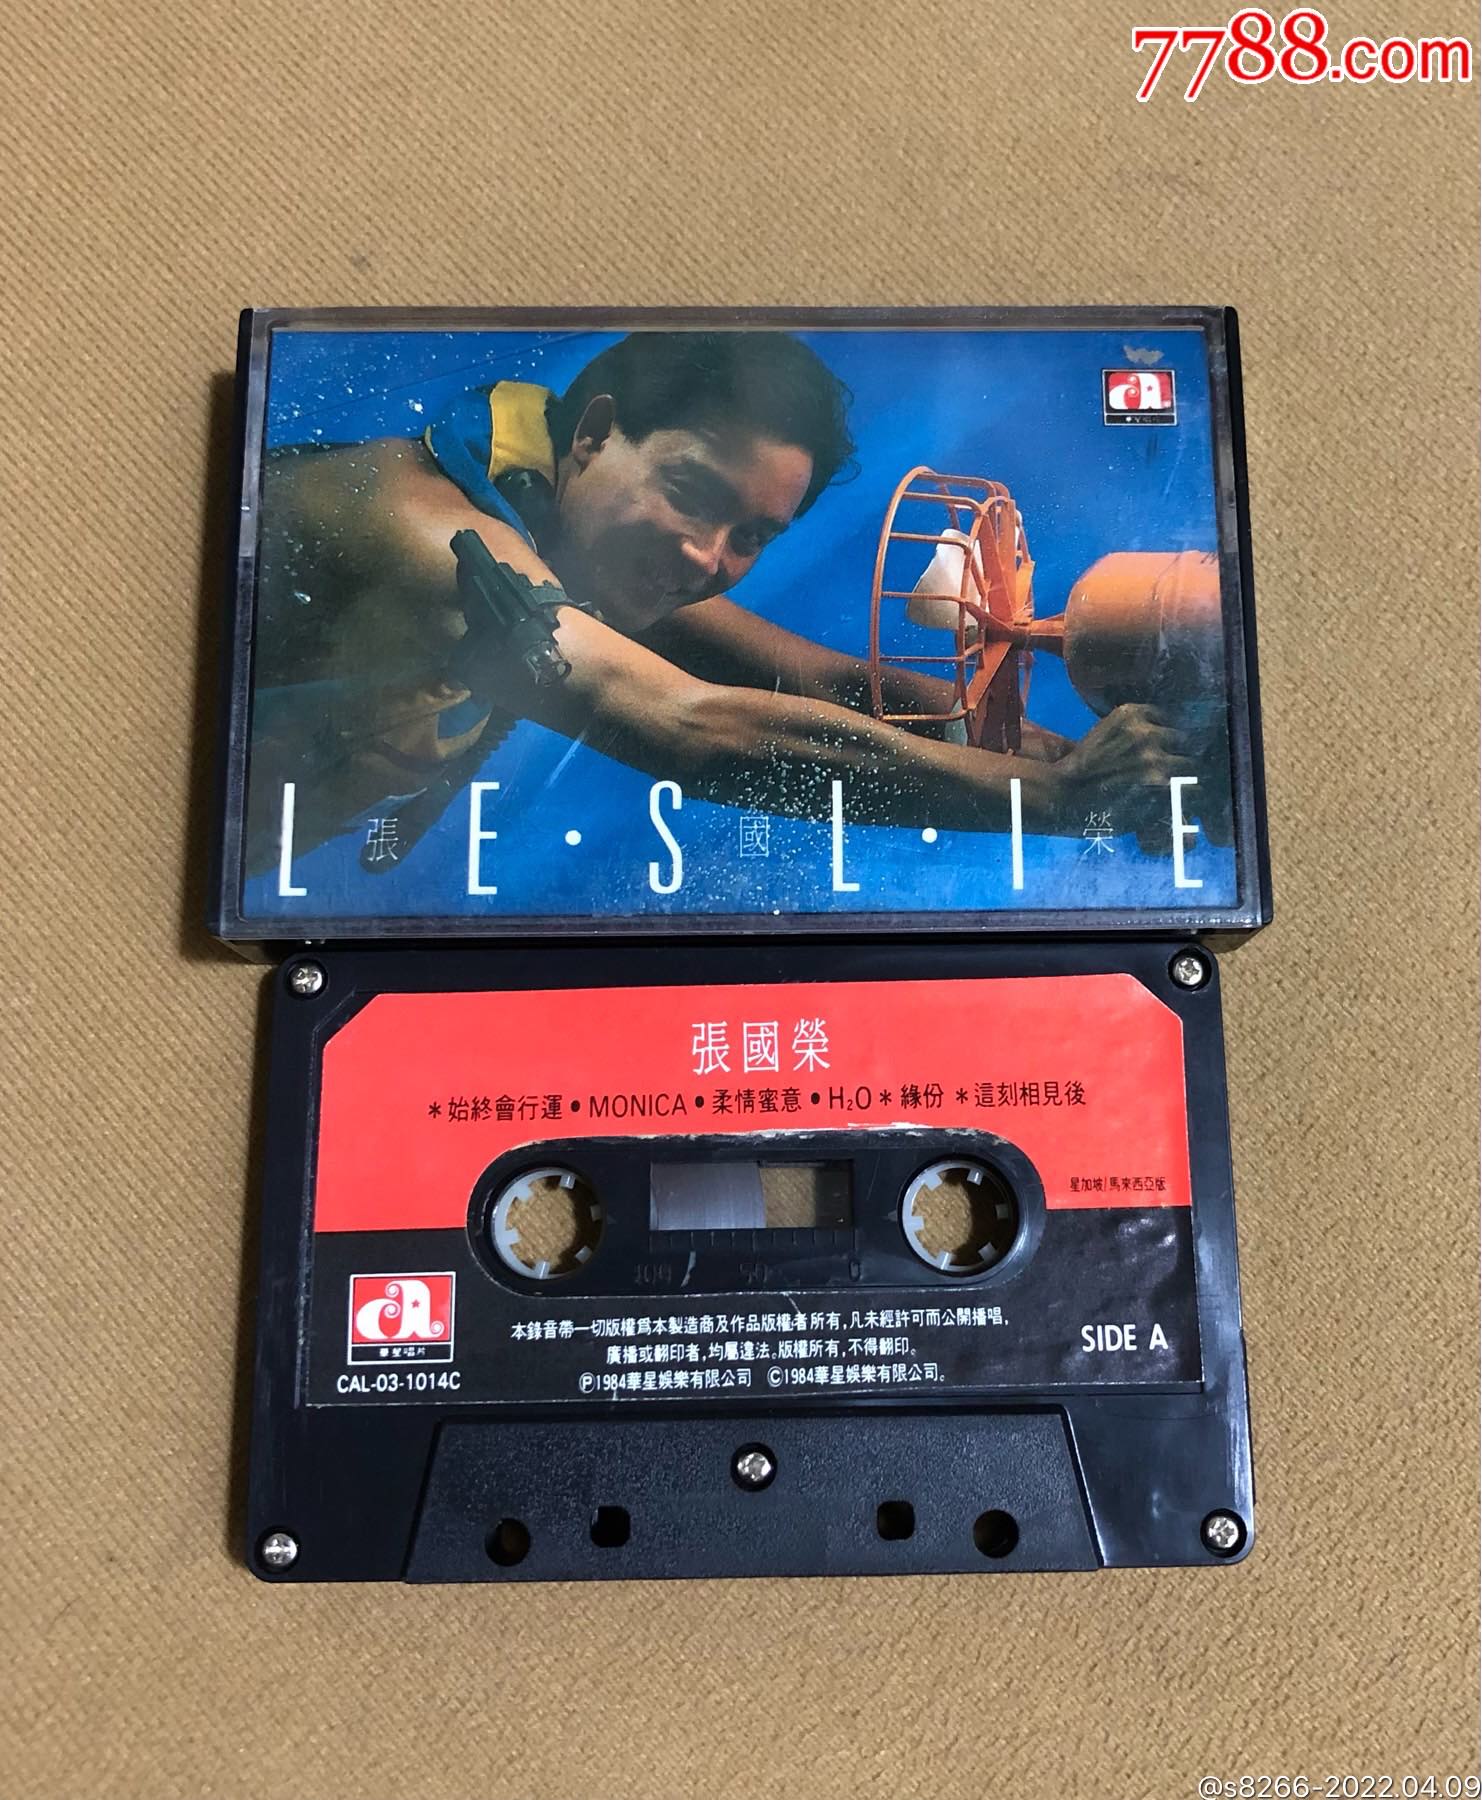 7788.com
L E • S L • I E
張 國 榮
張國榮
＊始終會行運 • MONICA • 柔情蜜意 • H₂O＊緣份 ＊這刻相見後
星加坡/馬來西亞版
100 50 0
華星唱片
CAL-03-1014C
本錄音帶一切版權爲本製造商及作品版權者所有，凡未經許可而公開播唱，
廣播或翻印者，均屬違法。版權所有，不得翻印。
Ⓟ1984華星娛樂有限公司 Ⓒ1984華星娛樂有限公司。
SIDE A
@s8266-2022.04.09